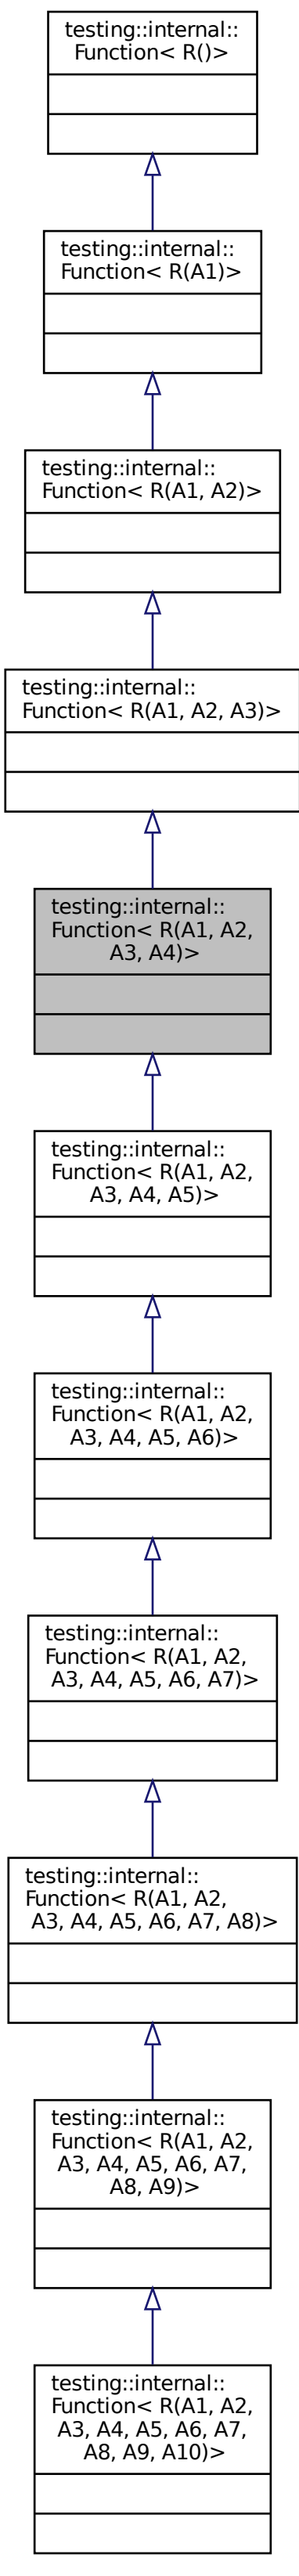 testing::internal::
Function< R()>
testing::internal::
Function< R(A1)>
testing::internal::
Function< R(A1, A2)>
testing::internal::
Function< R(A1, A2, A3)>
testing::internal::
Function< R(A1, A2,
A3, A4)>
testing::internal::
Function< R(A1, A2,
A3, A4, A5)>
testing::internal::
Function< R(A1, A2,
A3, A4, A5, A6)>
testing::internal::
Function< R(A1, A2,
A3, A4, A5, A6, A7)>
testing::internal::
Function< R(A1, A2,
A3, A4, A5, A6, A7, A8)>
testing::internal::
Function< R(A1, A2,
A3, A4, A5, A6, A7,
A8, A9)>
testing::internal::
Function< R(A1, A2,
A3, A4, A5, A6, A7,
A8, A9, A10)>